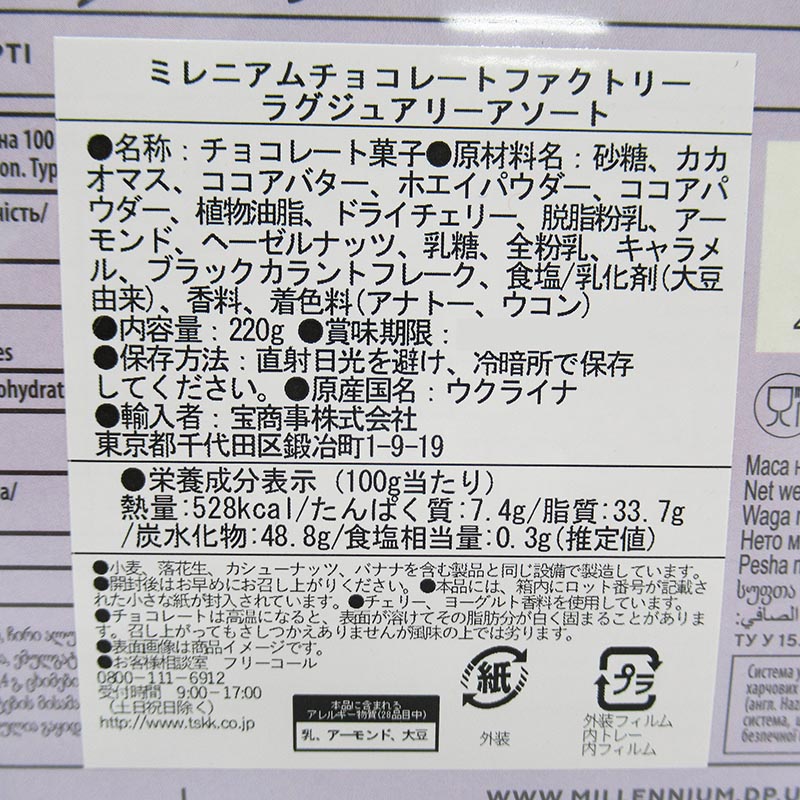 ミレニアムチョコレートファクトリー
ラグジュアリーアソート
●名称：チョコレート菓子●原材料名：砂糖、カカ
オマス、ココアバター、ホエイパウダー、ココアパ
ウダー、植物油脂、ドライチェリー、脱脂粉乳、アー
モンド、ヘーゼルナッツ、乳糖、全粉乳、キャラメ
ル、ブラックカラントフレーク、食塩/乳化剤(大豆
由来)、香料、着色料(アナトー、ウコン)
●内容量：220g ●賞味期限：
●保存方法：直射日光を避け、冷暗所で保存
してください。●原産国名：ウクライナ
●輸入者：宝商事株式会社
東京都千代田区鍛冶町1-9-19
●栄養成分表示（100g当たり）
熱量:528kcal/たんぱく質:7.4g/脂質:33.7g
/炭水化物:48.8g/食塩相当量:0.3g(推定値)
●小麦、落花生、カシューナッツ、バナナを含む製品と同じ設備で製造しています。
●開封後はお早めにお召し上がりください。●本品には、箱内にロット番号が記載され
た小さな紙が封入されています。●チェリー、ヨーグルト香料を使用しています。
●チョコレートは高温になると、表面が溶けてその脂肪分が白く固まることがありま
す。召し上がってもさしつかえありませんが風味の上では劣ります。
●表面画像は商品イメージです。
●お客様相談室 フリーコール
0800-111-6912
受付時間 9:00-17:00
(土日祝日除く)
http://www.tskk.co.jp
本品に含まれる
アレルギー物質(28品目中)
乳、アーモンド、大豆
紙
外装
プラ
外装フィルム
内トレー
内フィルム
на 100
on. Typ
ність/
ohydrat
Маса н
Net we
Waga n
Нето м
Pesha n
ТУ У 15.
Система у
харчових
(англ. Haz
система, щ
безпечної
WWW.MILLENNIUM.DP.U